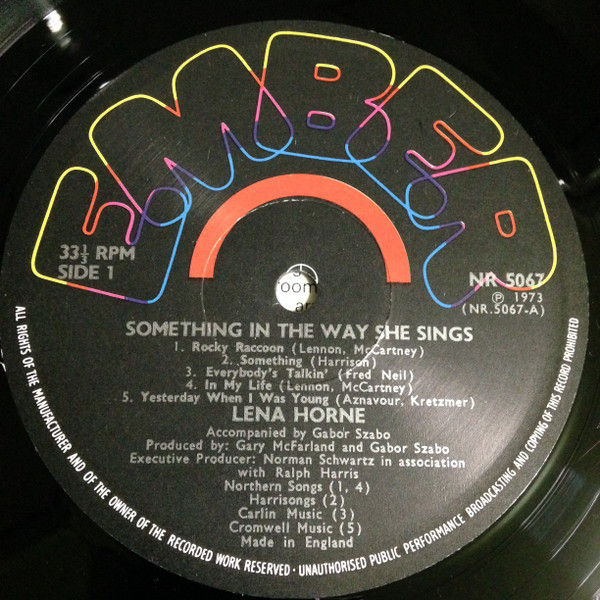 EMBER
33⅓ RPM
SIDE 1
NR 5067
℗ 1973
(NR.5067-A)
SOMETHING IN THE WAY SHE SINGS
1. Rocky Raccoon (Lennon, McCartney)
2. Something (Harrison)
3. Everybody's Talkin' (Fred Neil)
4. In My Life (Lennon, McCartney)
5. Yesterday When I Was Young (Aznavour, Kretzmer)
LENA HORNE
Accompanied by Gabor Szabo
Produced by: Gary McFarland and Gabor Szabo
Executive Producer: Norman Schwartz in association
with Ralph Harris
Northern Songs (1, 4)
Harrisongs (2)
Carlin Music (3)
Cromwell Music (5)
Made in England
ALL RIGHTS OF THE MANUFACTURER AND OF THE OWNER OF THE RECORDED WORK RESERVED · UNAUTHORISED PUBLIC PERFORMANCE BROADCASTING AND COPYING OF THIS RECORD PROHIBITED